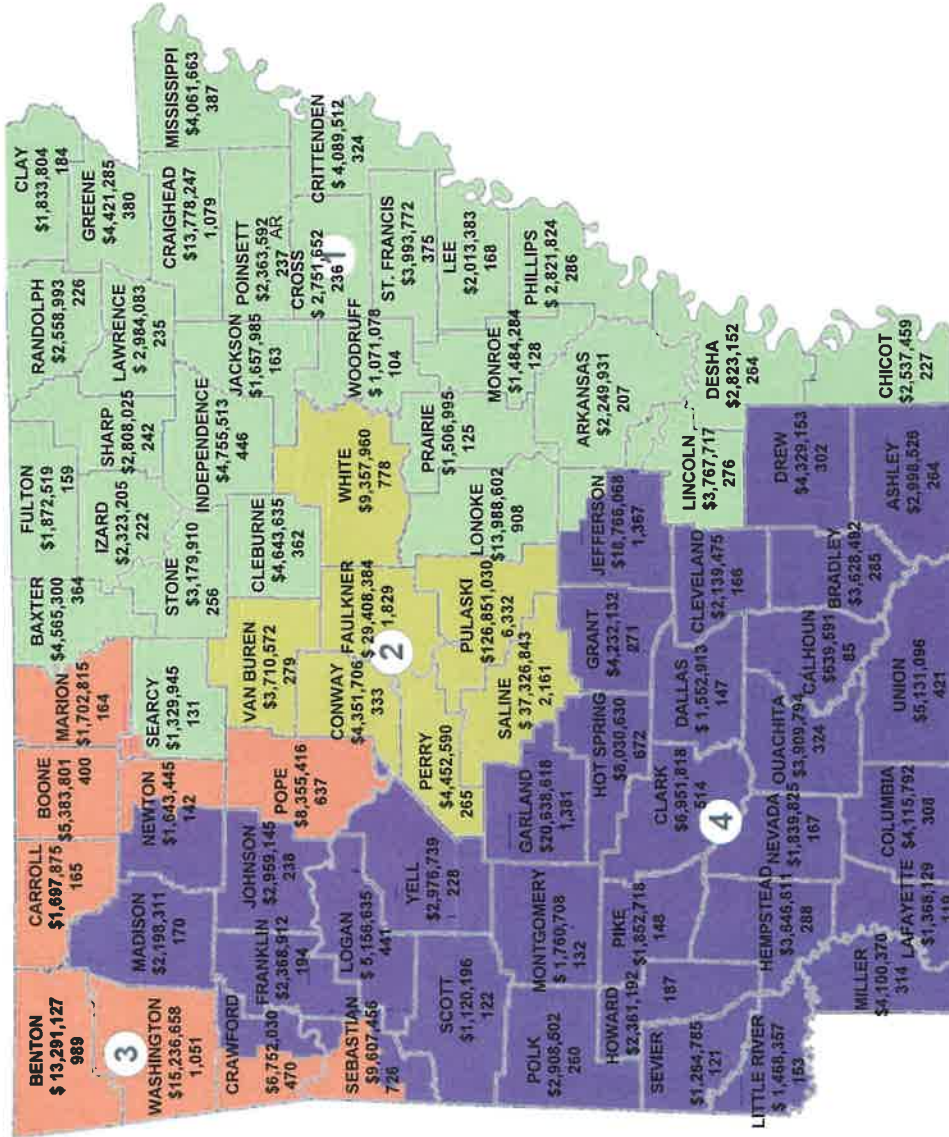 BENTON
$ 13,291,127
989
CARROLL
$1,697,875
165
BOONE
$5,383,801
400
MARION
$1,702,815
164
BAXTER
$4,565,300
364
FULTON
$1,872,519
159
RANDOLPH
$2,558,993
226
CLAY
$1,833,804
184
GREENE
$4,421,285
380
3
WASHINGTON
$15,236,658
1,051
MADISON
$2,198,311
170
NEWTON
$1,643,445
142
SEARCY
$1,329,945
131
IZARD
$2,323,205
222
SHARP
$2,808,025
242
LAWRENCE
$ 2,984,083
235
CRAIGHEAD
$13,778,247
1,079
MISSISSIPPI
$4,061,663
387
STONE
$3,179,910
256
INDEPENDENCE
$4,755,513
446
JACKSON
$1,657,985
163
POINSETT
$2,363,592
237
AR
CRAWFORD
$6,752,630
470
FRANKLIN
$2,368,912
194
JOHNSON
$2,959,145
238
POPE
$8,355,416
637
VAN BUREN
$3,710,572
279
CLEBURNE
$4,643,635
362
CROSS
$ 2,751,652
236
1
CRITTENDEN
$ 4,089,512
324
SEBASTIAN
$9,607,456
726
LOGAN
$ 5,156,635
441
CONWAY
$4,351,706
333
FAULKNER
$ 29,408,384
1,829
2
WHITE
$9,357,960
778
WOODRUFF
$ 1,071,078
104
ST. FRANCIS
$3,993,772
375
YELL
$2,976,739
228
PERRY
$4,452,590
265
PULASKI
$126,851,030
6,332
PRAIRIE
$1,506,995
125
LEE
$2,013,383
168
SCOTT
$1,120,196
122
SALINE
$ 37,326,843
2,161
LONOKE
$13,988,602
908
MONROE
$1,484,284
128
PHILLIPS
$ 2,821,824
286
GARLAND
$20,638,618
1,381
POLK
$2,908,502
260
MONTGOMERY
$ 1,760,708
132
HOT SPRING
$8,030,630
672
GRANT
$4,232,132
271
JEFFERSON
$18,766,068
1,367
ARKANSAS
$2,249,931
207
HOWARD
$2,361,192
187
PIKE
$1,852,718
148
CLARK
$6,951,818
514
DALLAS
$ 1,552,913
147
CLEVELAND
$2,139,475
166
LINCOLN
$3,767,717
276
DESHA
$2,823,152
264
SEVIER
$1,264,785
121
4
LITTLE RIVER
$ 1,468,357
153
HEMPSTEAD
$3,646,611
288
NEVADA
$1,839,825
167
OUACHITA
$3,909,794
324
CALHOUN
$639,591
85
BRADLEY
$3,628,492
285
DREW
$4,329,153
302
MILLER
$4,100,370
314
LAFAYETTE
$1,368,129
COLUMBIA
$4,115,792
308
UNION
$5,131,096
421
ASHLEY
$2,898,528
264
CHICOT
$2,537,459
227